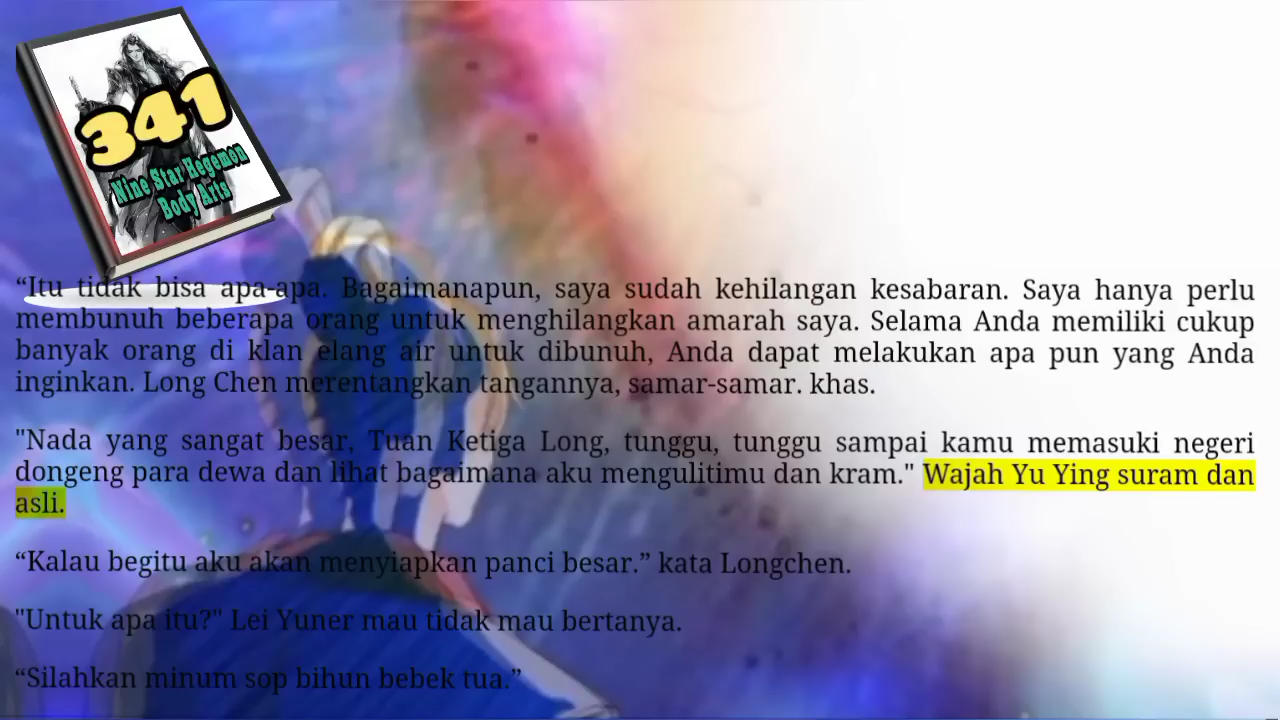 341
Nine Star Hegemon
Body Arts
“Itu tidak bisa apa-apa. Bagaimanapun, saya sudah kehilangan kesabaran. Saya hanya perlu
membunuh beberapa orang untuk menghilangkan amarah saya. Selama Anda memiliki cukup
banyak orang di klan elang air untuk dibunuh, Anda dapat melakukan apa pun yang Anda
inginkan. Long Chen merentangkan tangannya, samar-samar. khas.
"Nada yang sangat besar, Tuan Ketiga Long, tunggu, tunggu sampai kamu memasuki negeri
dongeng para dewa dan lihat bagaimana aku mengulitimu dan kram." Wajah Yu Ying suram dan
asli.
“Kalau begitu aku akan menyiapkan panci besar.” kata Longchen.
"Untuk apa itu?" Lei Yuner mau tidak mau bertanya.
“Silahkan minum sop bihun bebek tua.”